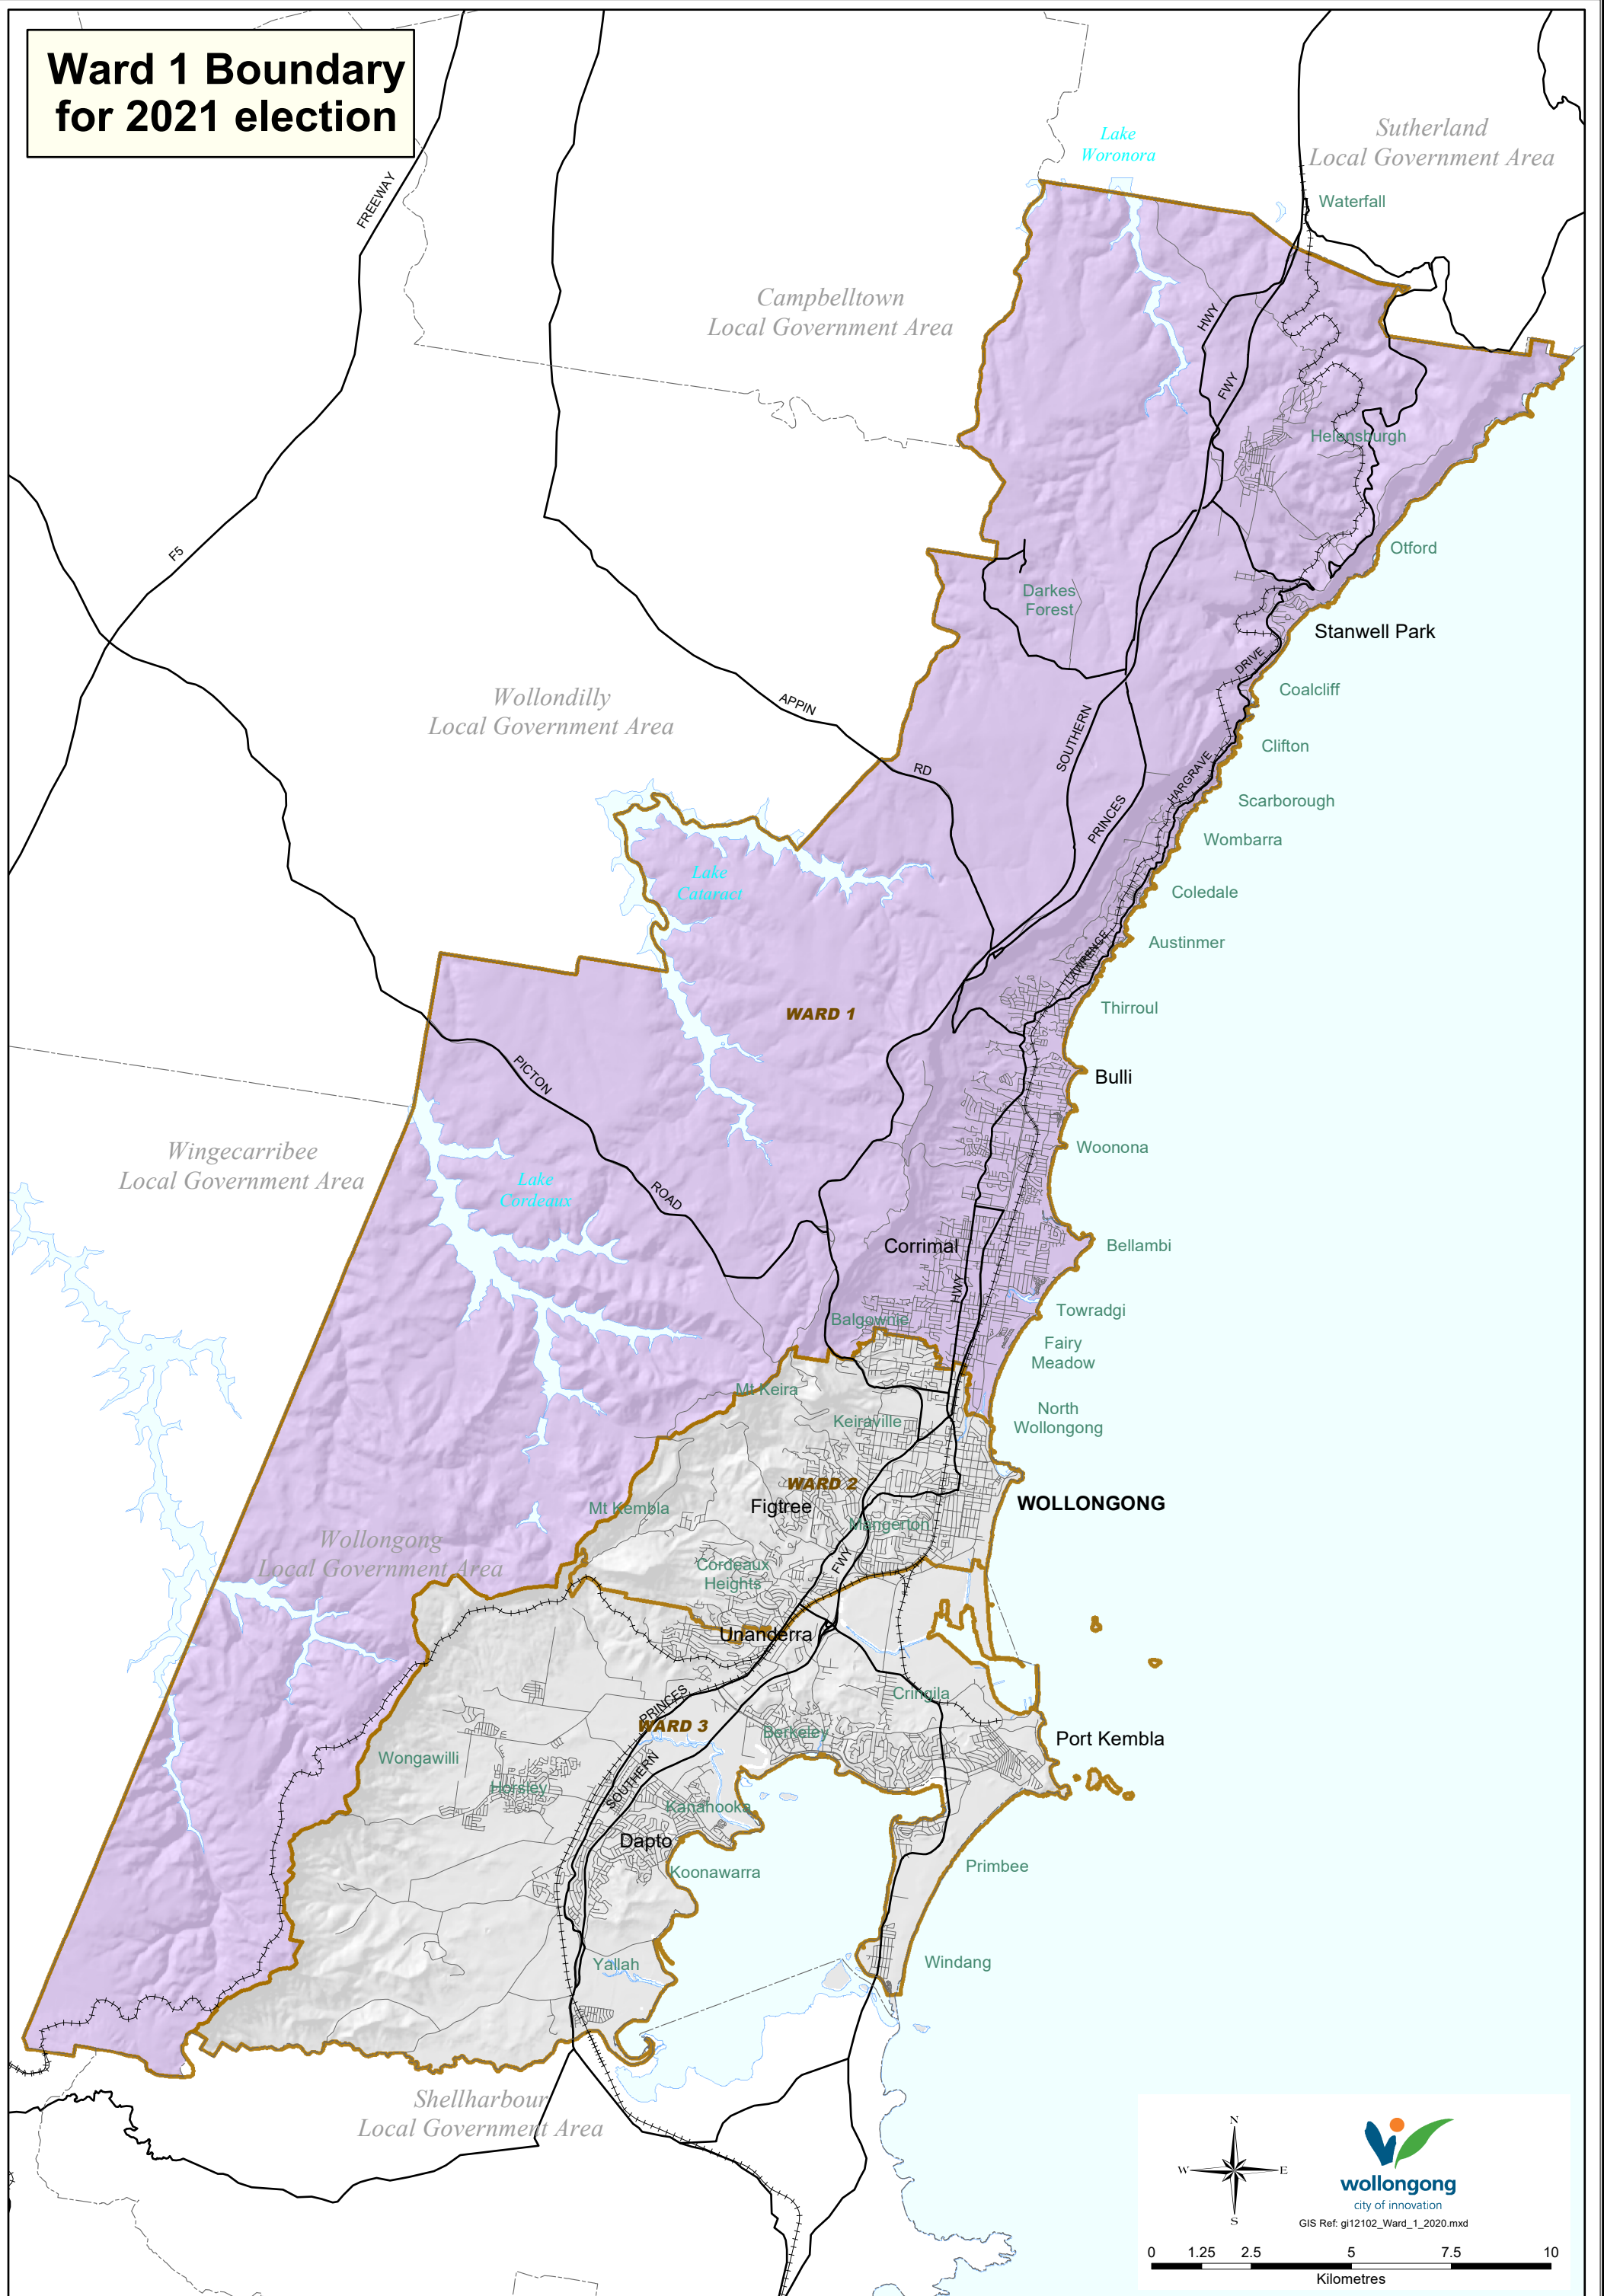 Ward 1 Boundary
for 2021 election
FREEWAY
Lake
Woronora
Sutherland
Local Government Area
Waterfall
Campbelltown
Local Government Area
HWY
FWY
Helensburgh
F5
Otford
Darkes
Forest
Stanwell Park
DRIVE
Coalcliff
Wollondilly
Local Government Area
APPIN
SOUTHERN
Clifton
RD
HARGRAVE
Scarborough
PRINCES
Wombarra
Lake
Cataract
Coledale
Austinmer
LAWRENCE
Thirroul
WARD 1
PICTON
Bulli
Woonona
Wingecarribee
Local Government Area
Lake
Cordeaux
ROAD
Corrimal
Bellambi
HWY
Towradgi
Balgownie
Fairy
Meadow
Mt Keira
North
Wollongong
Keiraville
WARD 2
Mt Kembla
Figtree
WOLLONGONG
Mangerton
Wollongong
Local Government Area
Cordeaux
Heights
FWY
Unanderra
Cringila
PRINCES
WARD 3
Berkeley
Port Kembla
Wongawilli
Horsley
SOUTHERN
Kanahooka
Dapto
Koonawarra
Primbee
Yallah
Windang
Shellharbour
Local Government Area
N
W
E
S
wollongong
city of innovation
GIS Ref: gi12102_Ward_1_2020.mxd
0 1.25 2.5 5 7.5 10
Kilometres